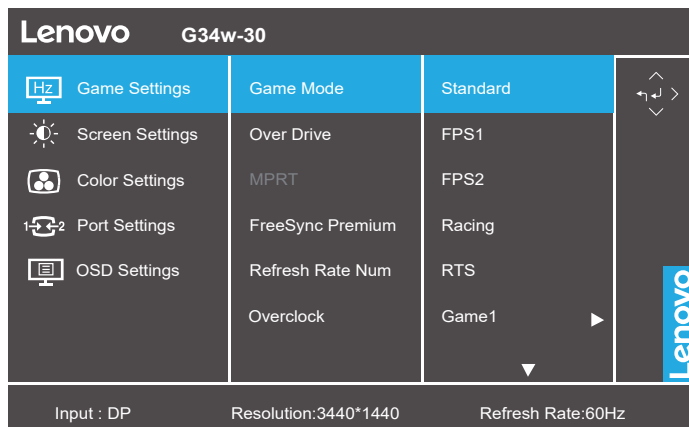 Lenovo G34w-30
Hz Game Settings Game Mode Standard
Screen Settings Over Drive FPS1
Color Settings MPRT FPS2
1 2 Port Settings FreeSync Premium Racing
OSD Settings Refresh Rate Num RTS
Overclock Game1
Lenovo
Input : DP Resolution:3440*1440 Refresh Rate:60Hz